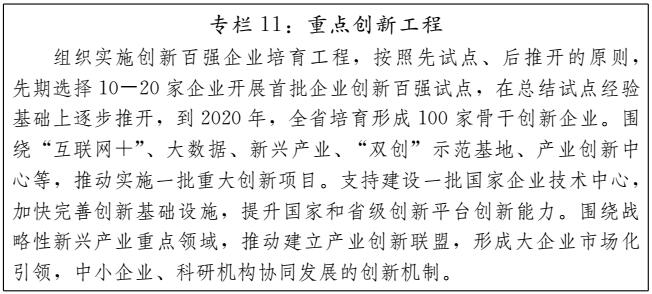 专栏 11：重点创新工程
组织实施创新百强企业培育工程，按照先试点、后推开的原则，
先期选择 10－20 家企业开展首批企业创新百强试点，在总结试点经验
基础上逐步推开，到 2020 年，全省培育形成 100 家骨干创新企业。围
绕“互联网＋”、大数据、新兴产业、“双创”示范基地、产业创新中
心等，推动实施一批重大创新项目。支持建设一批国家企业技术中心，
加快完善创新基础设施，提升国家和省级创新平台创新能力。围绕战
略性新兴产业重点领域，推动建立产业创新联盟，形成大企业市场化
引领，中小企业、科研机构协同发展的创新机制。